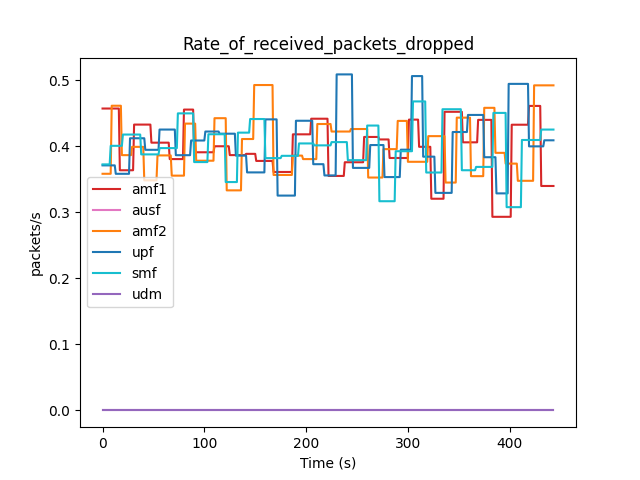 Rate_of_received_packets_dropped
packets/s
0.5
0.4
0.3
0.2
0.1
0.0
amf1
ausf
amf2
upf
smf
udm
0 100 200 300 400
Time (s)